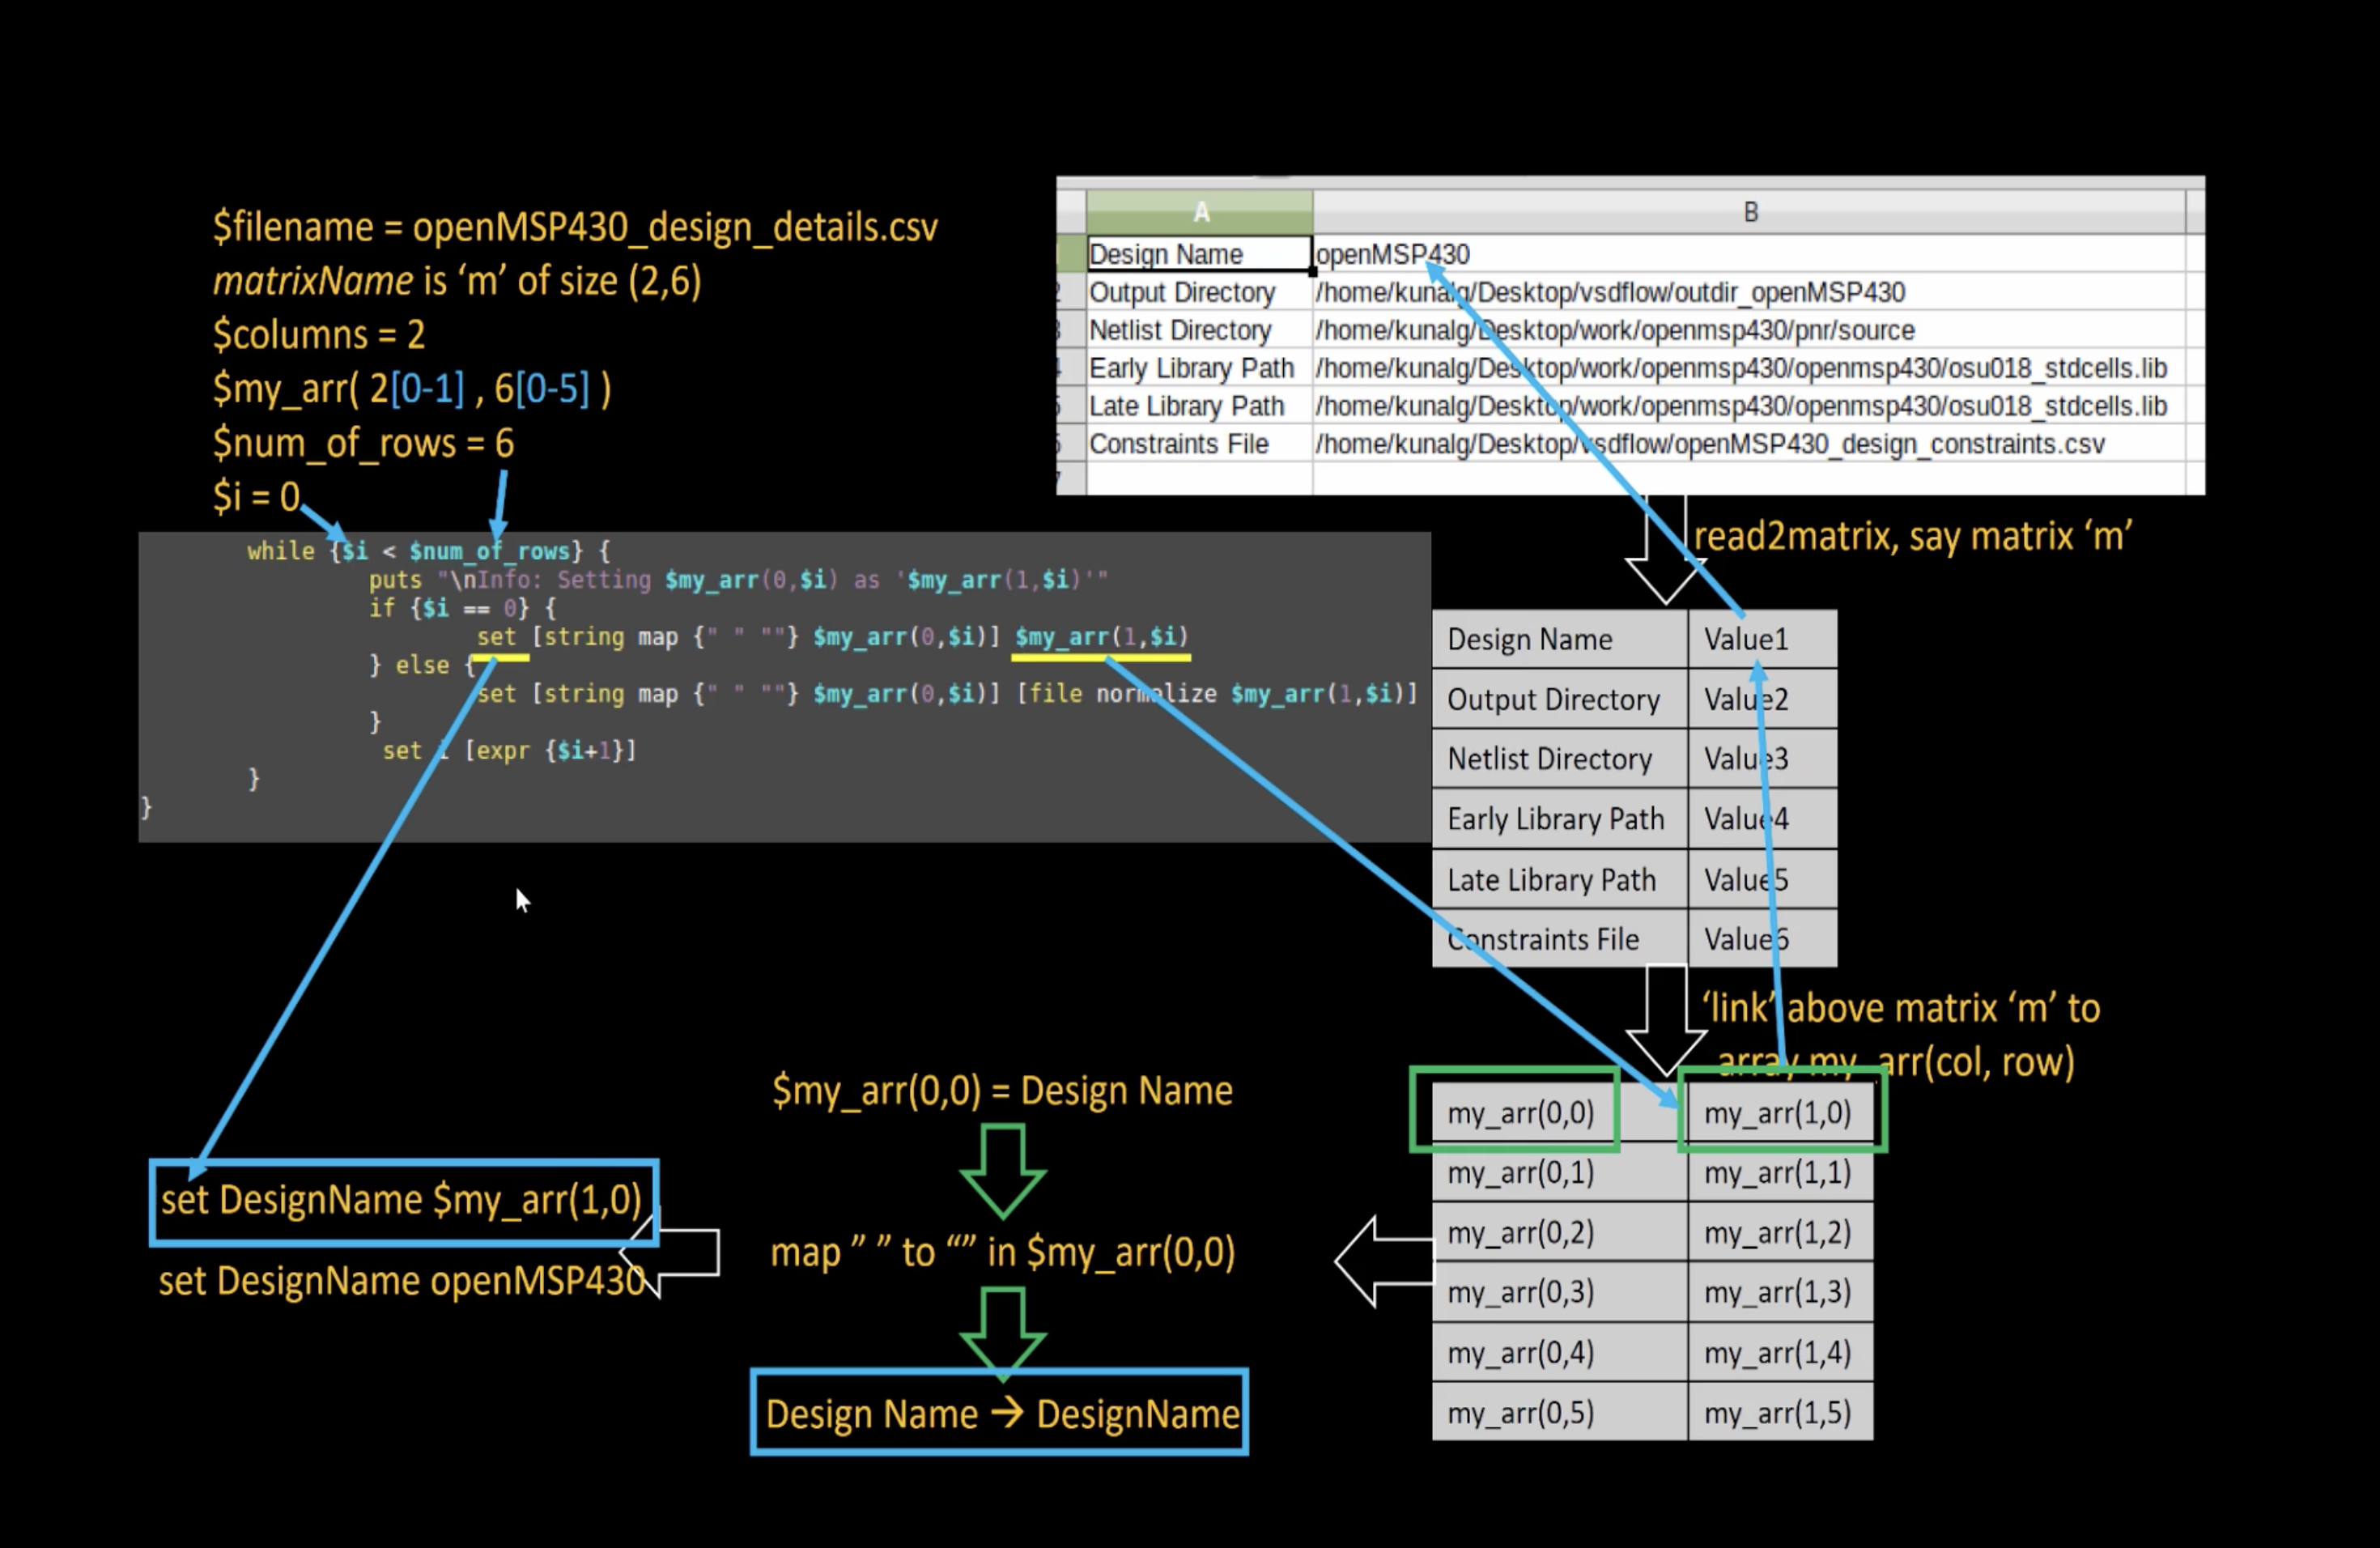 $filename = openMSP430_design_details.csv
matrixName is ‘m’ of size (2,6)
$columns = 2
$my_arr( 2[0-1] , 6[0-5] )
$num_of_rows = 6
$i = 0
while {$i < $num_of_rows} {
puts "\nInfo: Setting $my_arr(0,$i) as '$my_arr(1,$i)'"
if {$i == 0} {
set [string map {" " ""} $my_arr(0,$i)] $my_arr(1,$i)
} else {
set [string map {" " ""} $my_arr(0,$i)] [file normalize $my_arr(1,$i)]
}
set i [expr {$i+1}]
}
}
A B
Design Name openMSP430
2 Output Directory /home/kunalg/Desktop/vsdflow/outdir_openMSP430
3 Netlist Directory /home/kunalg/Desktop/work/openmsp430/pnr/source
Early Library Path /home/kunalg/Desktop/work/openmsp430/openmsp430/osu018_stdcells.lib
Late Library Path /home/kunalg/Desktop/work/openmsp430/openmsp430/osu018_stdcells.lib
Constraints File /home/kunalg/Desktop/vsdflow/openMSP430_design_constraints.csv
read2matrix, say matrix ‘m’
Design Name Value1
Output Directory Value2
Netlist Directory Value3
Early Library Path Value4
Late Library Path Value5
Constraints File Value6
‘link’ above matrix ‘m’ to
array my_arr(col, row)
my_arr(0,0) my_arr(1,0)
my_arr(0,1) my_arr(1,1)
my_arr(0,2) my_arr(1,2)
my_arr(0,3) my_arr(1,3)
my_arr(0,4) my_arr(1,4)
my_arr(0,5) my_arr(1,5)
$my_arr(0,0) = Design Name
map ” ” to “” in $my_arr(0,0)
Design Name → DesignName
set DesignName $my_arr(1,0)
set DesignName openMSP430